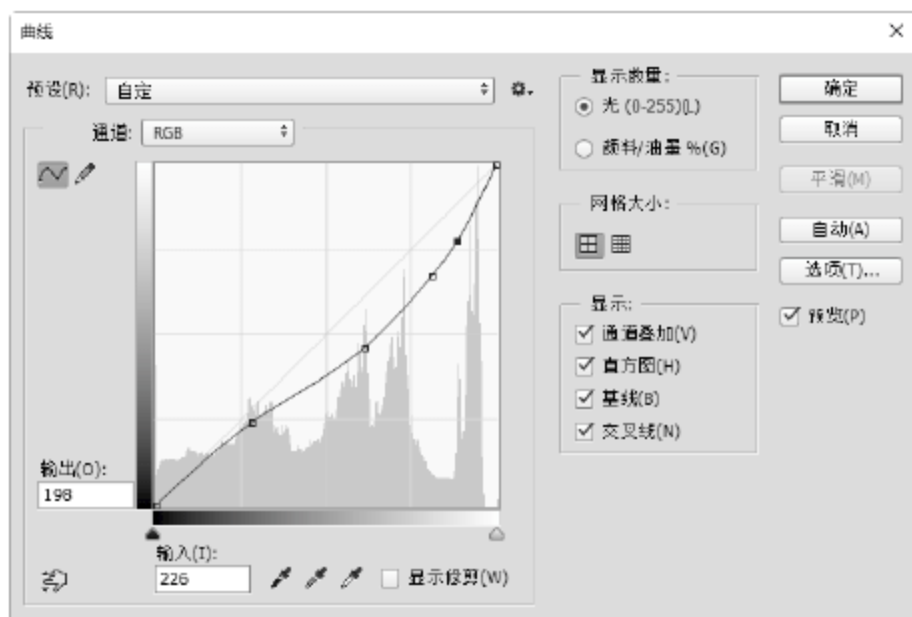 曲线
预设(R): 自定
通道: RGB
输出(O):
198
输入(I):
226
显示修剪(W)
显示数量:
光 (0-255)(L)
颜料/油墨 %(G)
网格大小:
显示:
通道叠加(V)
直方图(H)
基线(B)
交叉线(N)
确定
取消
平滑(M)
自动(A)
选项(T)...
预览(P)